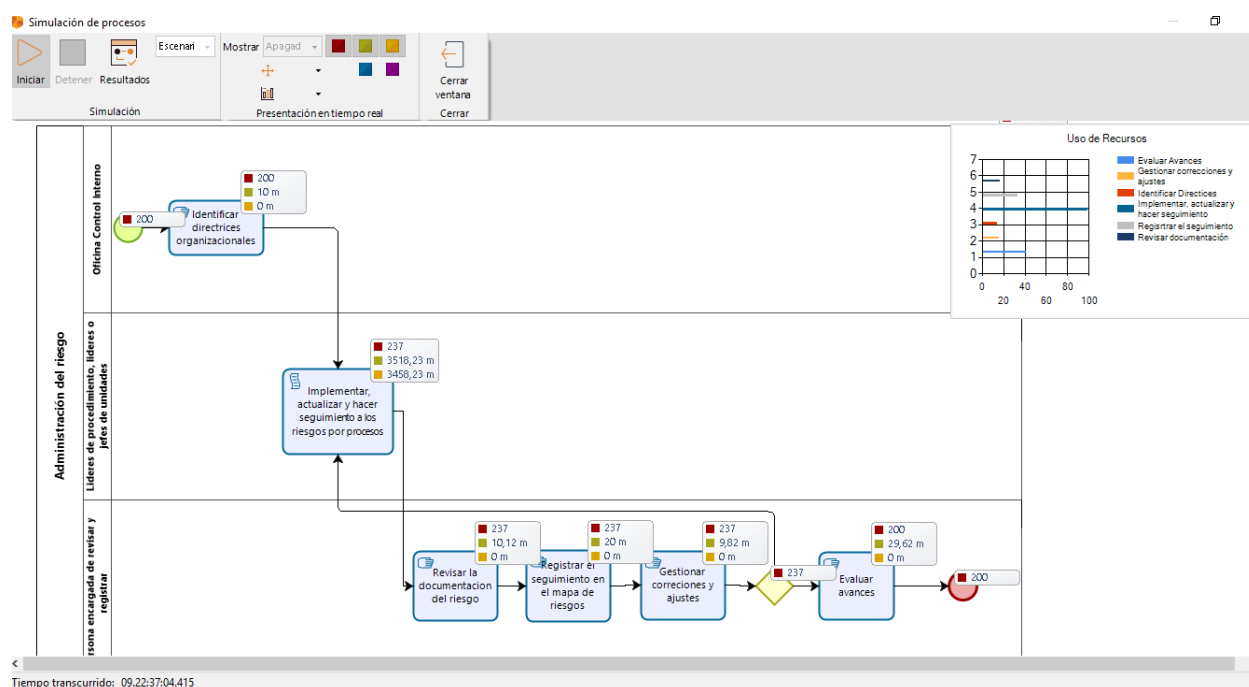 Simulación de procesos
Iniciar
Detener
Resultados
Escenari
Simulación
Mostrar
Apagad
Presentación en tiempo real
Cerrar
ventana
Cerrar
Administración del riesgo
Oficina Control Interno
200
200
10 m
0 m
Identificar
directrices
organizacionales
Uso de Recursos
7
6
5
4
3
2
1
0
0
40
80
20
60
100
Evaluar Avances
Gestionar correcciones y
ajustes
Identificar Directices
Implementar, actualizar y
hacer seguimiento
Regisrtrar el seguimiento
Revisar documentación
Lideres de procedimiento, lideres o
jefes de unidades
237
3518,23 m
3458,23 m
Implementar,
actualizar y hacer
seguimiento a los
riesgos por procesos
rsona encargada de revisar y
registrar
237
10,12 m
0 m
Revisar la
documentacion
del riesgo
237
20 m
0 m
Registrar el
seguimiento en
el mapa de
riesgos
237
9,82 m
0 m
Gestionar
correciones y
ajustes
237
200
29,62 m
0 m
Evaluar
avances
200
Tiempo transcurrido: 09.22:37:04.415